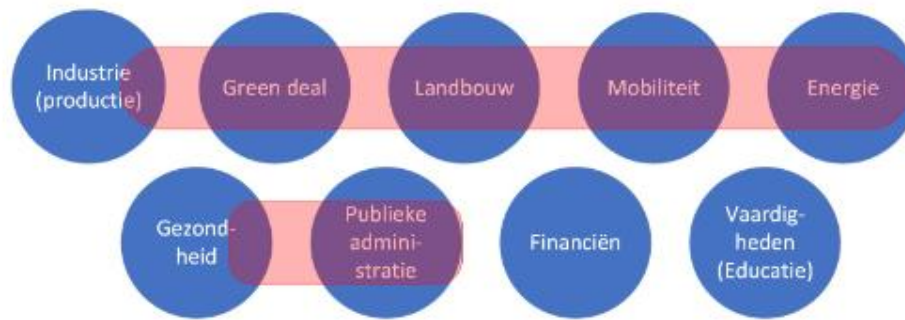 Industrie
(productie)
Green deal
Landbouw
Mobiliteit
Energie
Gezond-
heid
Publieke
admini-
stratie
Financiën
Vaardig-
heden
(Educatie)